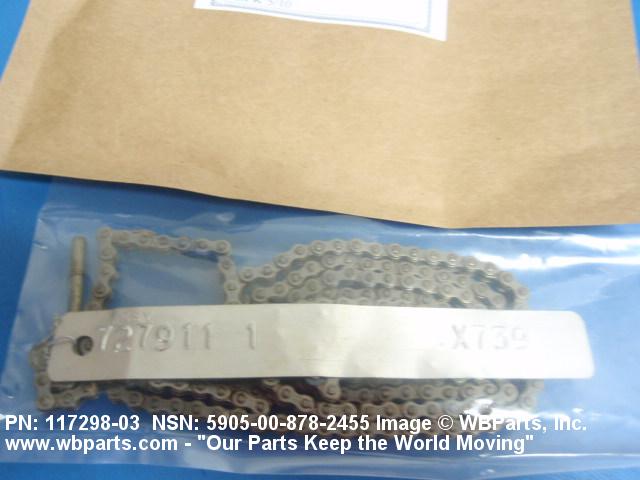 727911 1 X739
PN: 117298-03 NSN: 5905-00-878-2455 Image © WBParts, Inc.
www.wbparts.com - "Our Parts Keep the World Moving"